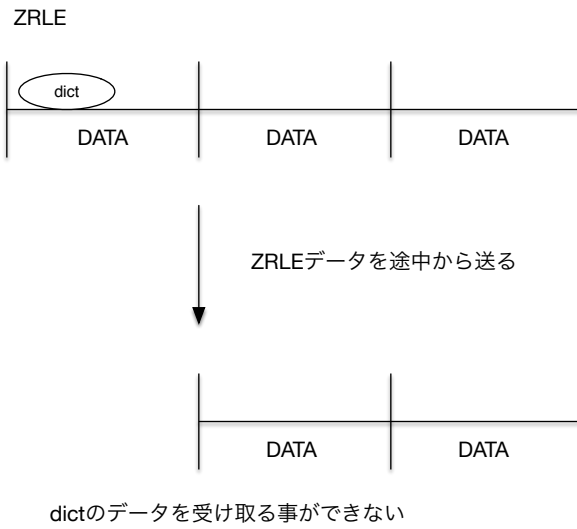 ZRLE
dict
DATA DATA DATA
ZRLEデータを途中から送る
DATA DATA
dictのデータを受け取る事ができない